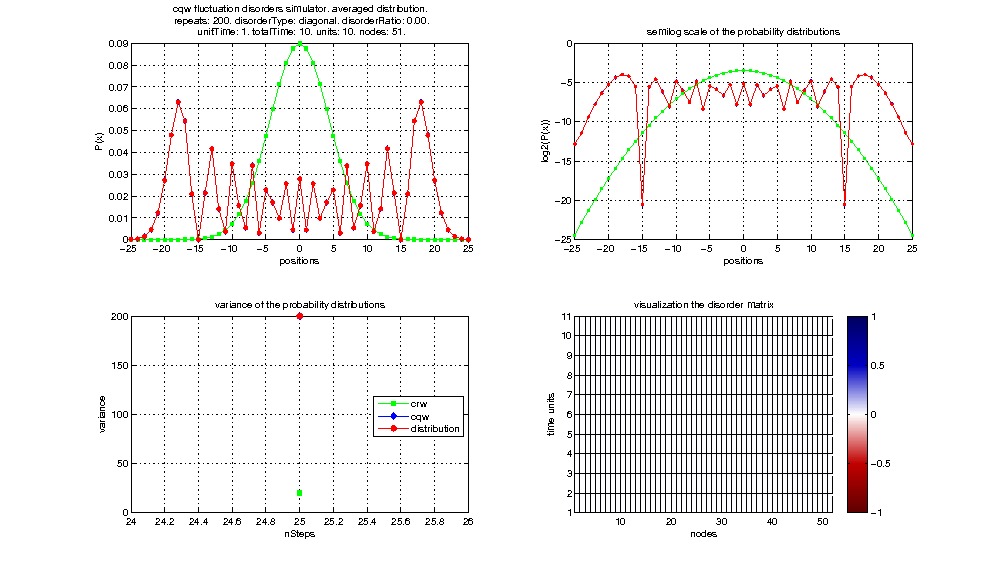 cqw fluctuation disorders simulator. averaged distribution.
repeats: 200. disorderType: diagonal. disorderRatio: 0.00.
unitTime: 1. totalTime: 10. units: 10. nodes: 51.
0.09
0.08
0.07
0.06
0.05
0.04
0.03
0.02
0.01
0
P(x)
−25 −20 −15 −10 −5 0 5 10 15 20 25
positions
semilog scale of the probability distributions
0
−5
−10
−15
−20
−25
log2(P(x))
−25 −20 −15 −10 −5 0 5 10 15 20 25
positions
variance of the probability distributions
200
150
100
50
0
variance
crw
cqw
distribution
24 24.2 24.4 24.6 24.8 25 25.2 25.4 25.6 25.8 26
nSteps
visualization the disorder matrix
11
10
9
8
7
6
5
4
3
2
1
time units
10 20 30 40 50
nodes
1
0.5
0
−0.5
−1